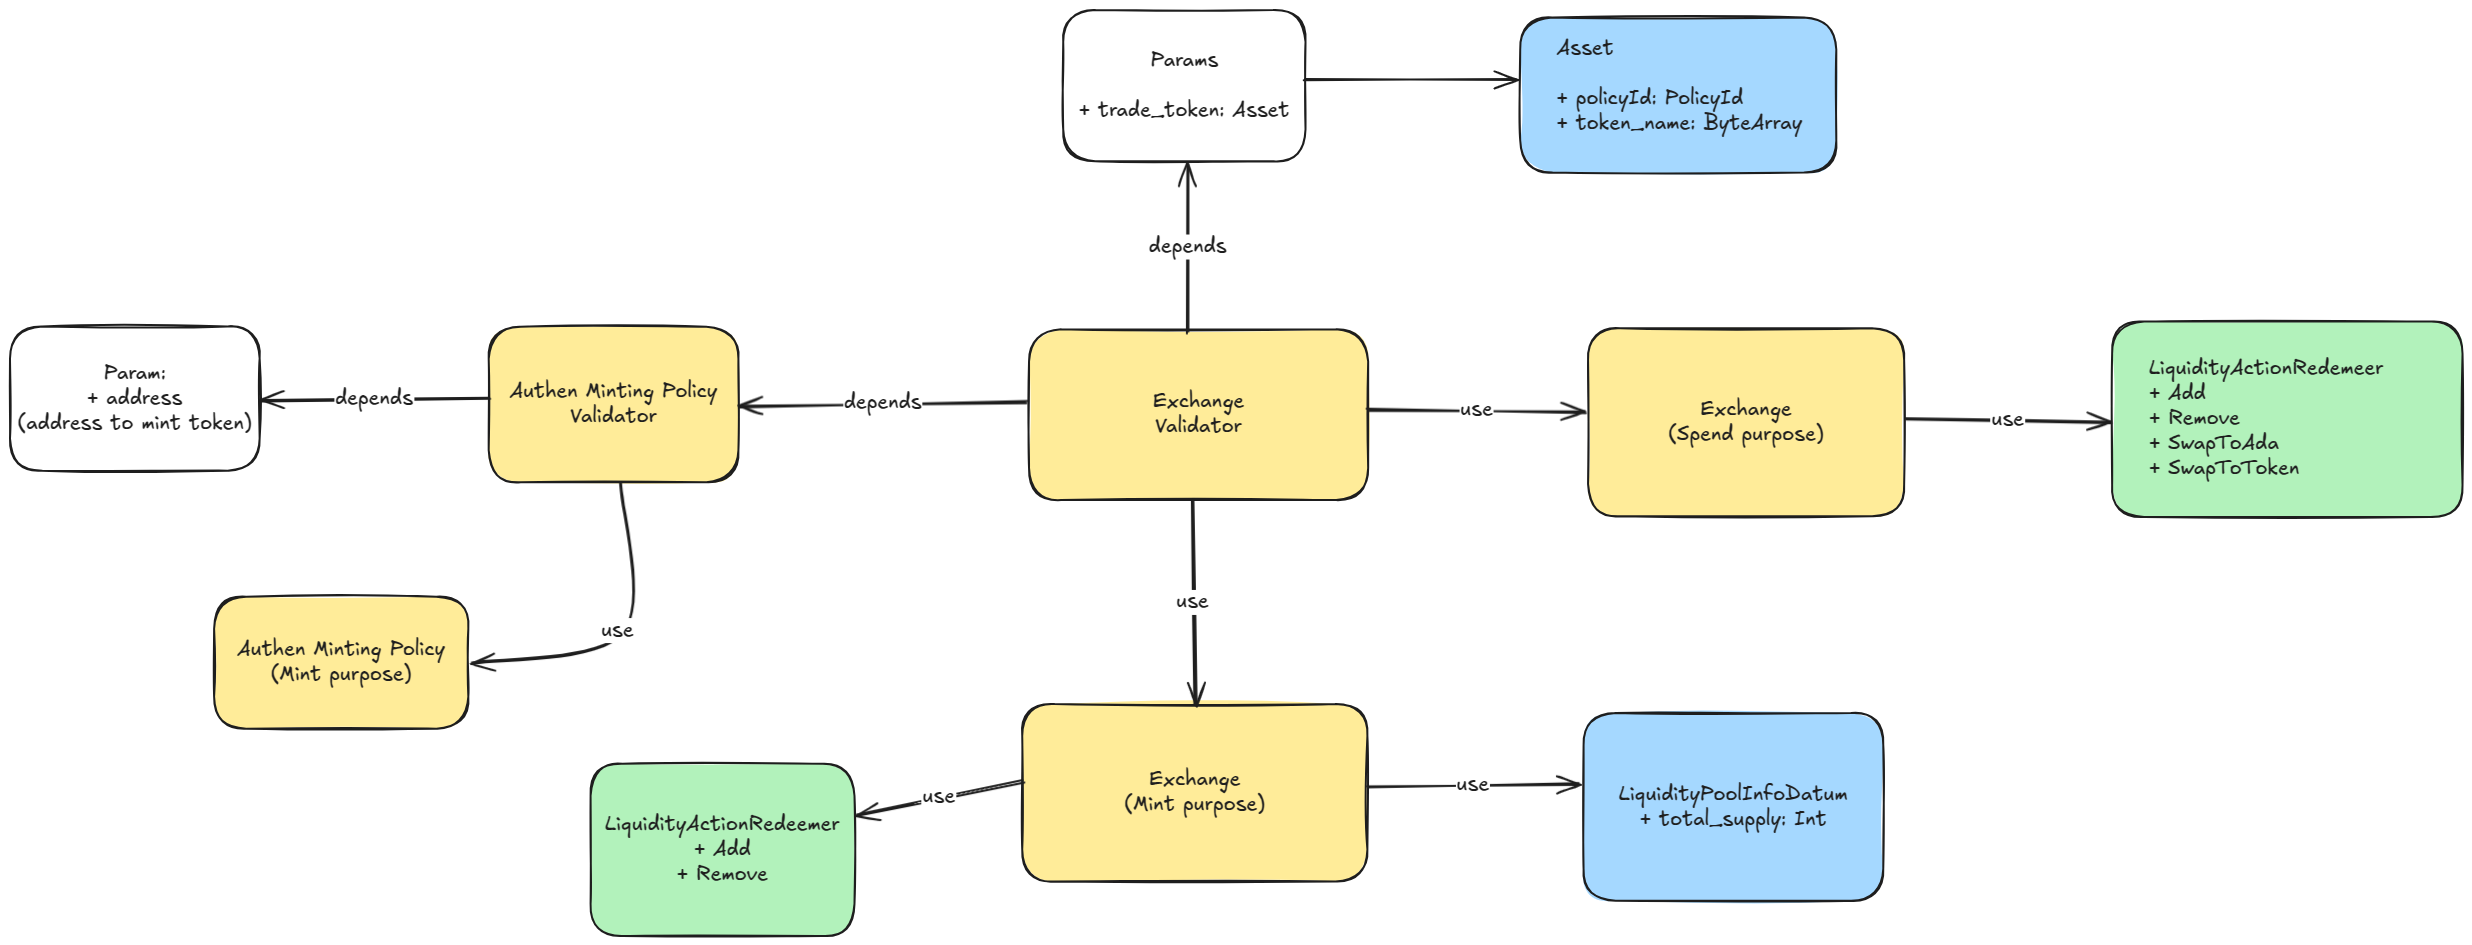 Params
+ trade_token: Asset
Asset
+ policyId: PolicyId
+ token_name: ByteArray
depends
Param:
+ address
(address to mint token)
depends
Authen Minting Policy
Validator
depends
Exchange
Validator
use
Exchange
(Spend purpose)
use
LiquidityActionRedemeer
+ Add
+ Remove
+ SwapToAda
+ SwapToToken
use
use
Authen Minting Policy
(Mint purpose)
LiquidityActionRedeemer
+ Add
+ Remove
use
Exchange
(Mint purpose)
use
LiquidityPoolInfoDatum
+ total_supply: Int